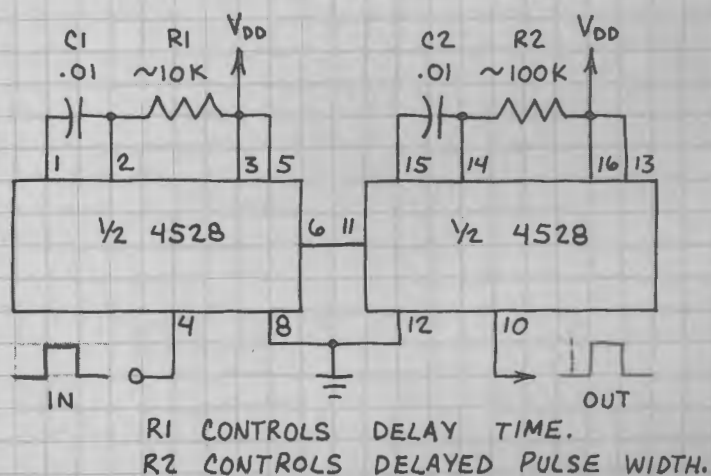 C1 R1 VDD C2 R2 VDD
.01 ~10K .01 ~100K
1 2 3 5 15 14 16 13
½ 4528 6 11 ½ 4528
4 8 12 10
IN OUT
R1 CONTROLS DELAY TIME.
R2 CONTROLS DELAYED PULSE WIDTH.